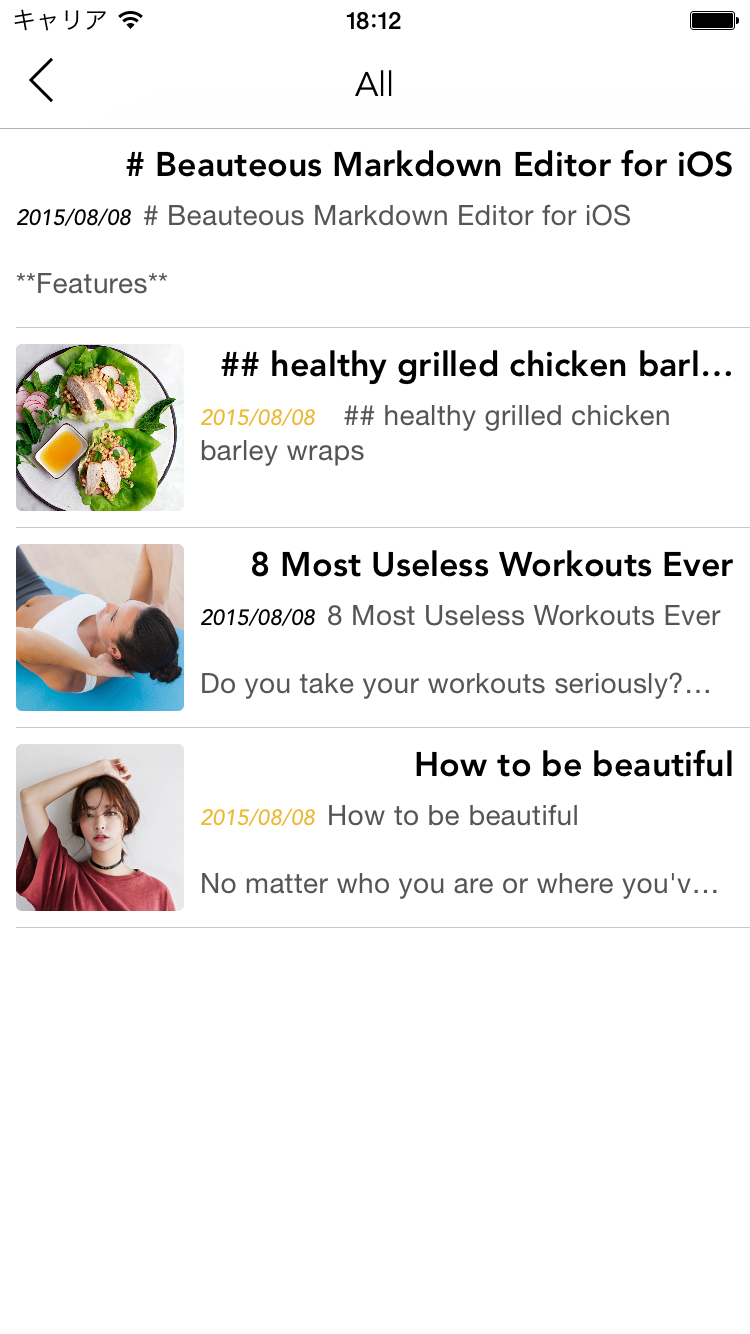 キャリア 18:12
All
# Beauteous Markdown Editor for iOS
2015/08/08 # Beauteous Markdown Editor for iOS
**Features**
## healthy grilled chicken barl…
2015/08/08 ## healthy grilled chicken
barley wraps
8 Most Useless Workouts Ever
2015/08/08 8 Most Useless Workouts Ever
Do you take your workouts seriously?…
How to be beautiful
2015/08/08 How to be beautiful
No matter who you are or where you'v…